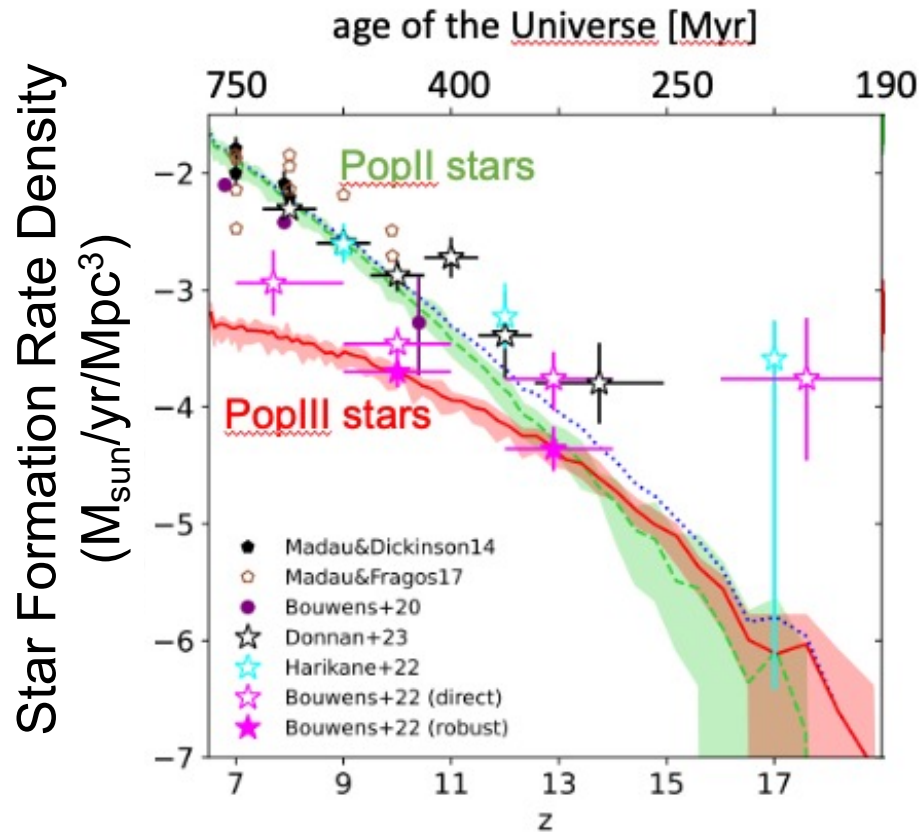 age of the Universe [Myr]
750 400 250 190
Star Formation Rate Density
(Msun/yr/Mpc³)
−2
−3
−4
−5
−6
−7
PopII stars
PopIII stars
Madau&Dickinson14
Madau&Fragos17
Bouwens+20
Donnan+23
Harikane+22
Bouwens+22 (direct)
Bouwens+22 (robust)
7 9 11 13 15 17
z